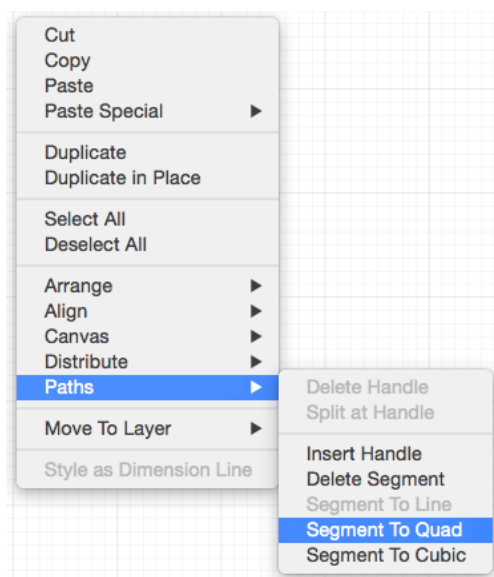 Cut
Copy
Paste
Paste Special
Duplicate
Duplicate in Place
Select All
Deselect All
Arrange
Align
Canvas
Distribute
Paths
Move To Layer
Style as Dimension Line
Delete Handle
Split at Handle
Insert Handle
Delete Segment
Segment To Line
Segment To Quad
Segment To Cubic